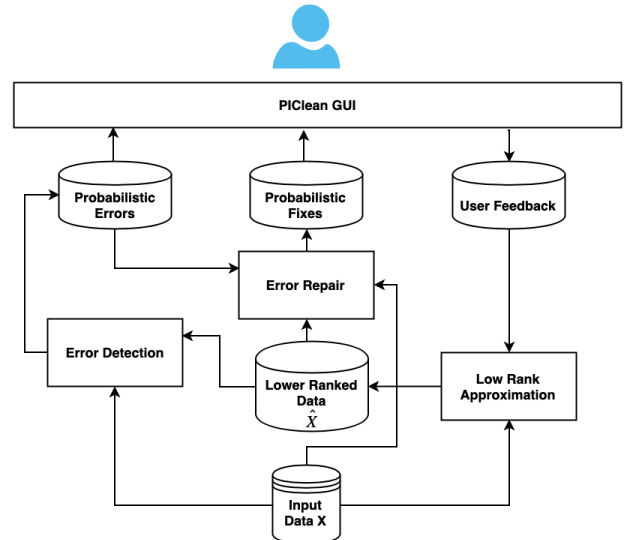 PIClean GUI
Probabilistic
Errors
Probabilistic
Fixes
User Feedback
Error Repair
Error Detection
Lower Ranked
Data
X̂
Low Rank
Approximation
Input
Data X